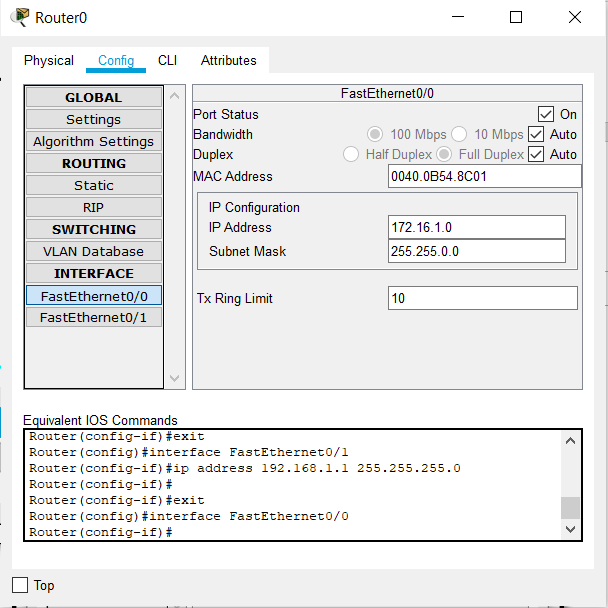 Router0
Physical Config CLI Attributes
GLOBAL
Settings
Algorithm Settings
ROUTING
Static
RIP
SWITCHING
VLAN Database
INTERFACE
FastEthernet0/0
FastEthernet0/1
FastEthernet0/0
Port Status On
Bandwidth 100 Mbps 10 Mbps Auto
Duplex Half Duplex Full Duplex Auto
MAC Address 0040.0B54.8C01
IP Configuration
IP Address 172.16.1.0
Subnet Mask 255.255.0.0
Tx Ring Limit 10
Equivalent IOS Commands
Router(config-if)#exit
Router(config)#interface FastEthernet0/1
Router(config-if)#ip address 192.168.1.1 255.255.255.0
Router(config-if)#
Router(config-if)#exit
Router(config)#interface FastEthernet0/0
Router(config-if)#
Top